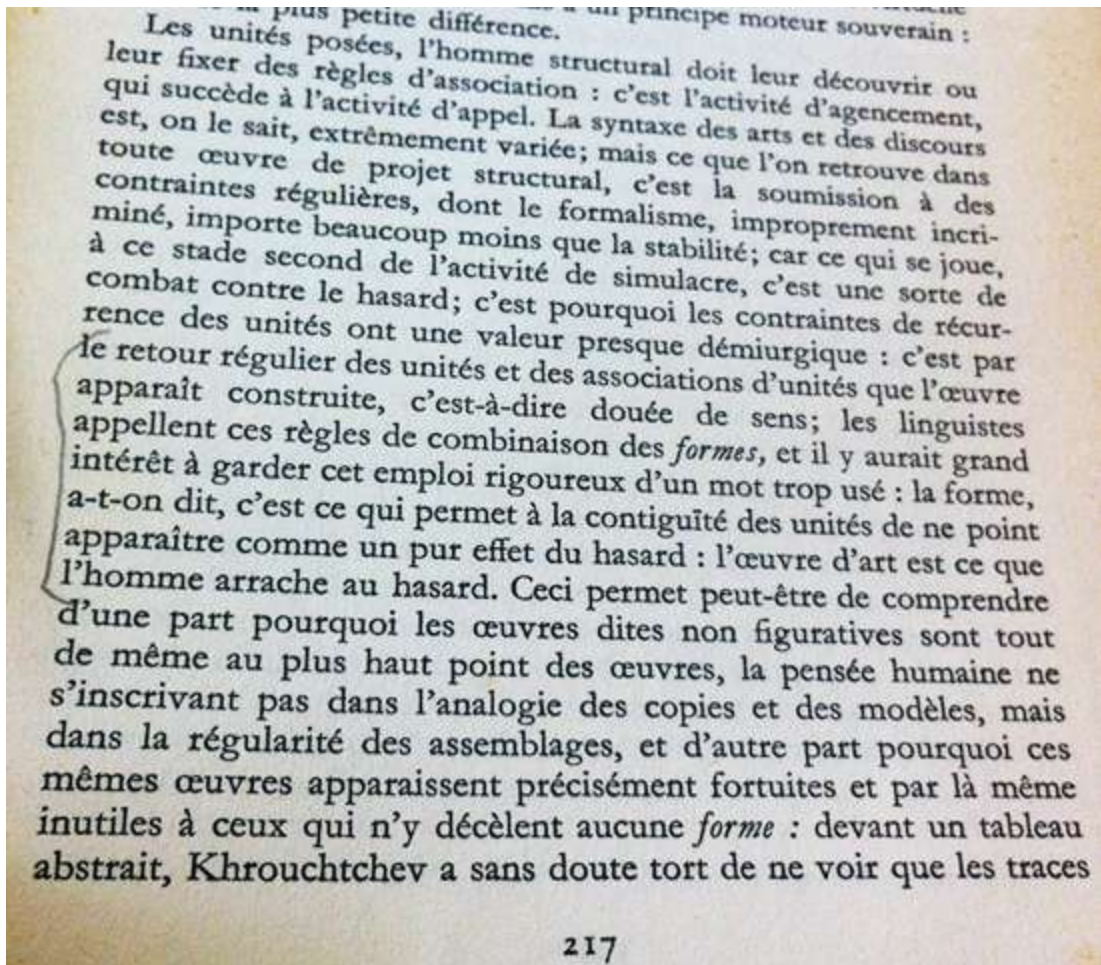 la plus petite différence.
un principe moteur souverain :
Les unités posées, l'homme structural doit leur découvrir ou
leur fixer des règles d'association : c'est l'activité d'agencement,
qui succède à l'activité d'appel. La syntaxe des arts et des discours
est, on le sait, extrêmement variée; mais ce que l'on retrouve dans
toute œuvre de projet structural, c'est la soumission à des
contraintes régulières, dont le formalisme, improprement incri-
miné, importe beaucoup moins que la stabilité; car ce qui se joue,
à ce stade second de l'activité de simulacre, c'est une sorte de
combat contre le hasard; c'est pourquoi les contraintes de récur-
rence des unités ont une valeur presque démiurgique : c'est par
le retour régulier des unités et des associations d'unités que l'œuvre
apparaît construite, c'est-à-dire douée de sens; les linguistes
appellent ces règles de combinaison des formes, et il y aurait grand
intérêt à garder cet emploi rigoureux d'un mot trop usé : la forme,
a-t-on dit, c'est ce qui permet à la contiguïté des unités de ne point
apparaître comme un pur effet du hasard : l'œuvre d'art est ce que
l'homme arrache au hasard. Ceci permet peut-être de comprendre
d'une part pourquoi les œuvres dites non figuratives sont tout
de même au plus haut point des œuvres, la pensée humaine ne
s'inscrivant pas dans l'analogie des copies et des modèles, mais
dans la régularité des assemblages, et d'autre part pourquoi ces
mêmes œuvres apparaissent précisément fortuites et par là même
inutiles à ceux qui n'y décèlent aucune forme : devant un tableau
abstrait, Khrouchtchev a sans doute tort de ne voir que les traces
217